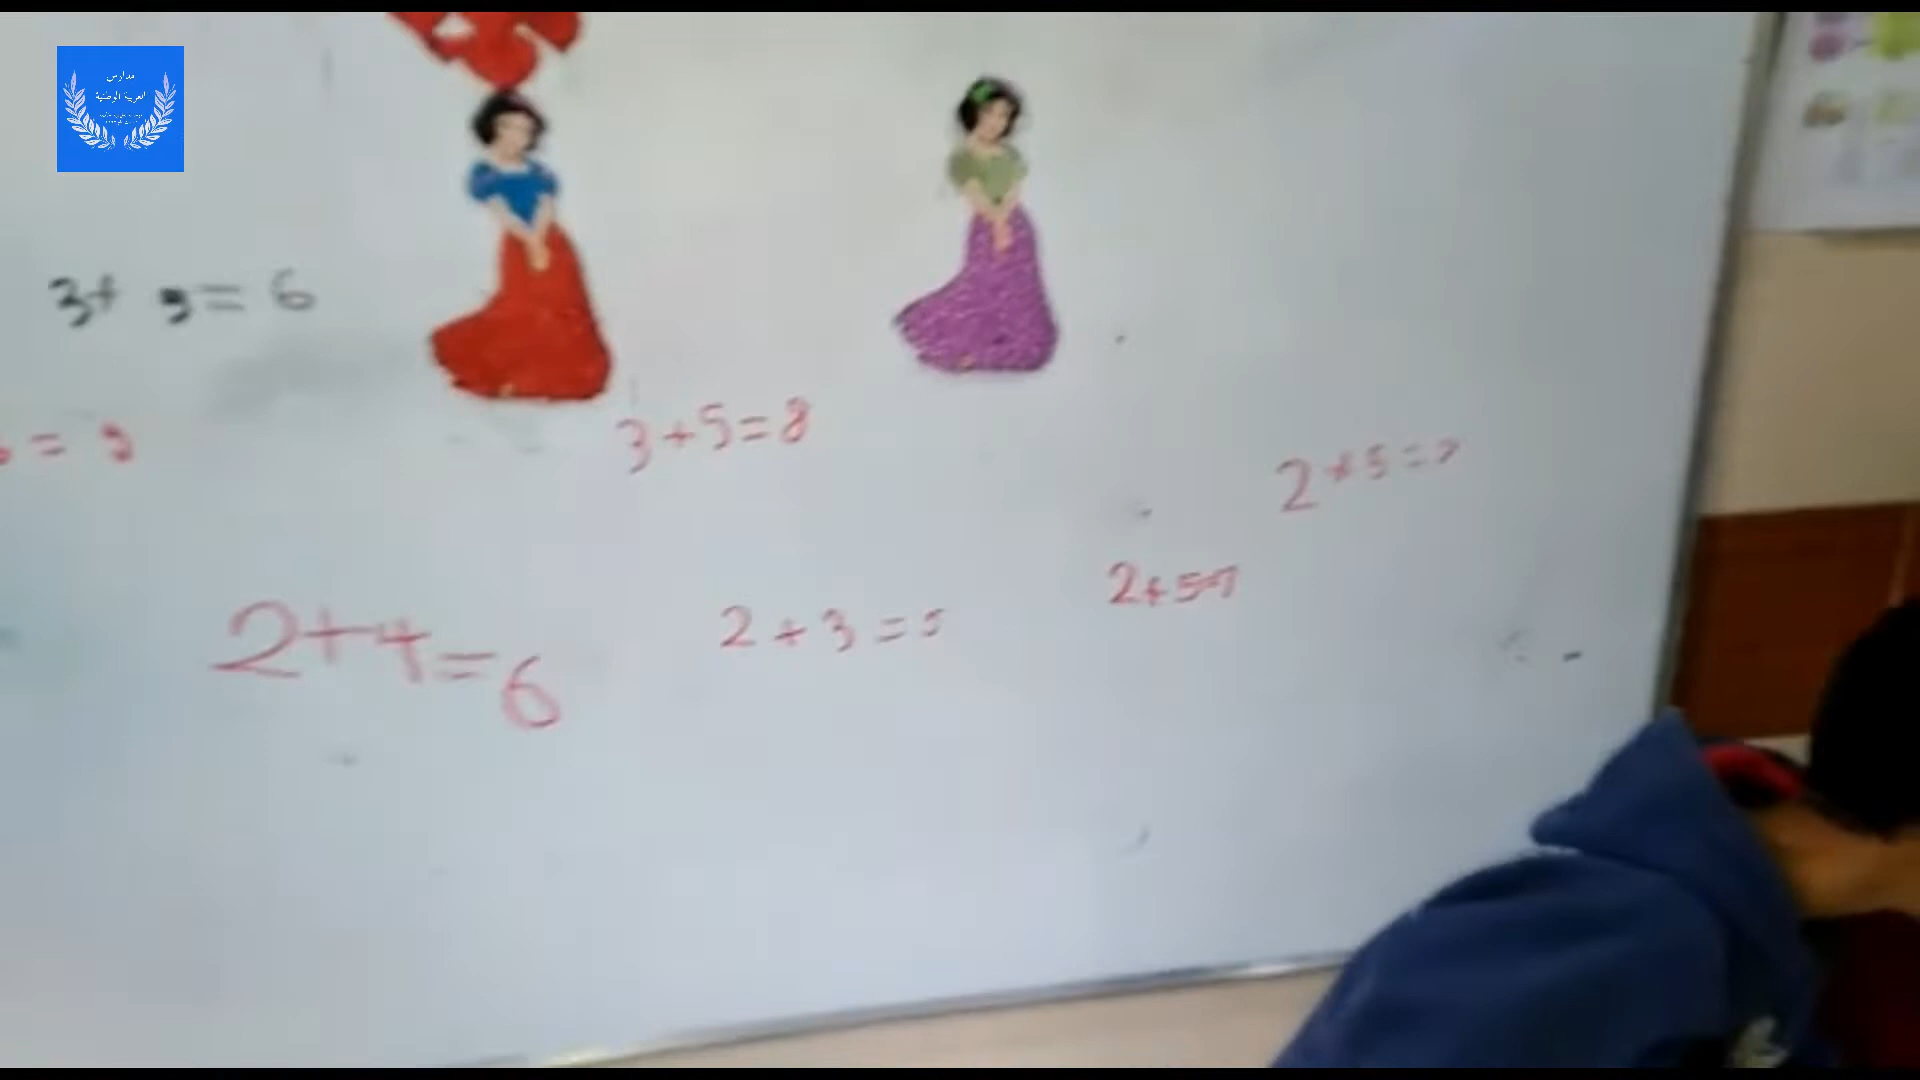 مدارس
العربية الوطنية
3+ 3= 6
3+5=8
2+5=7
2+5=7
2+4=6
2+3=5